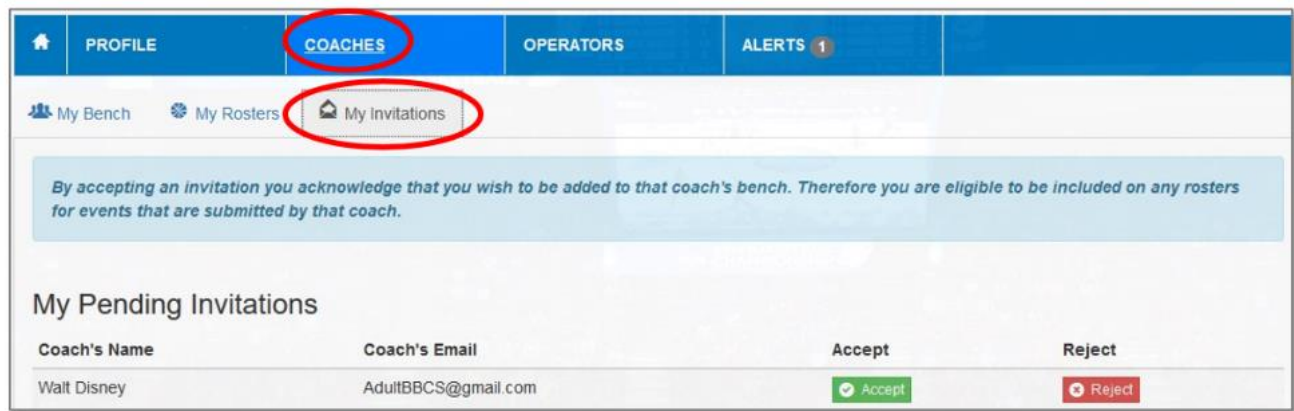 PROFILE COACHES OPERATORS ALERTS 1
My Bench My Rosters My Invitations
By accepting an invitation you acknowledge that you wish to be added to that coach's bench. Therefore you are eligible to be included on any rosters
for events that are submitted by that coach.
My Pending Invitations
Coach's Name Coach's Email Accept Reject
Walt Disney AdultBBCS@gmail.com Accept Reject